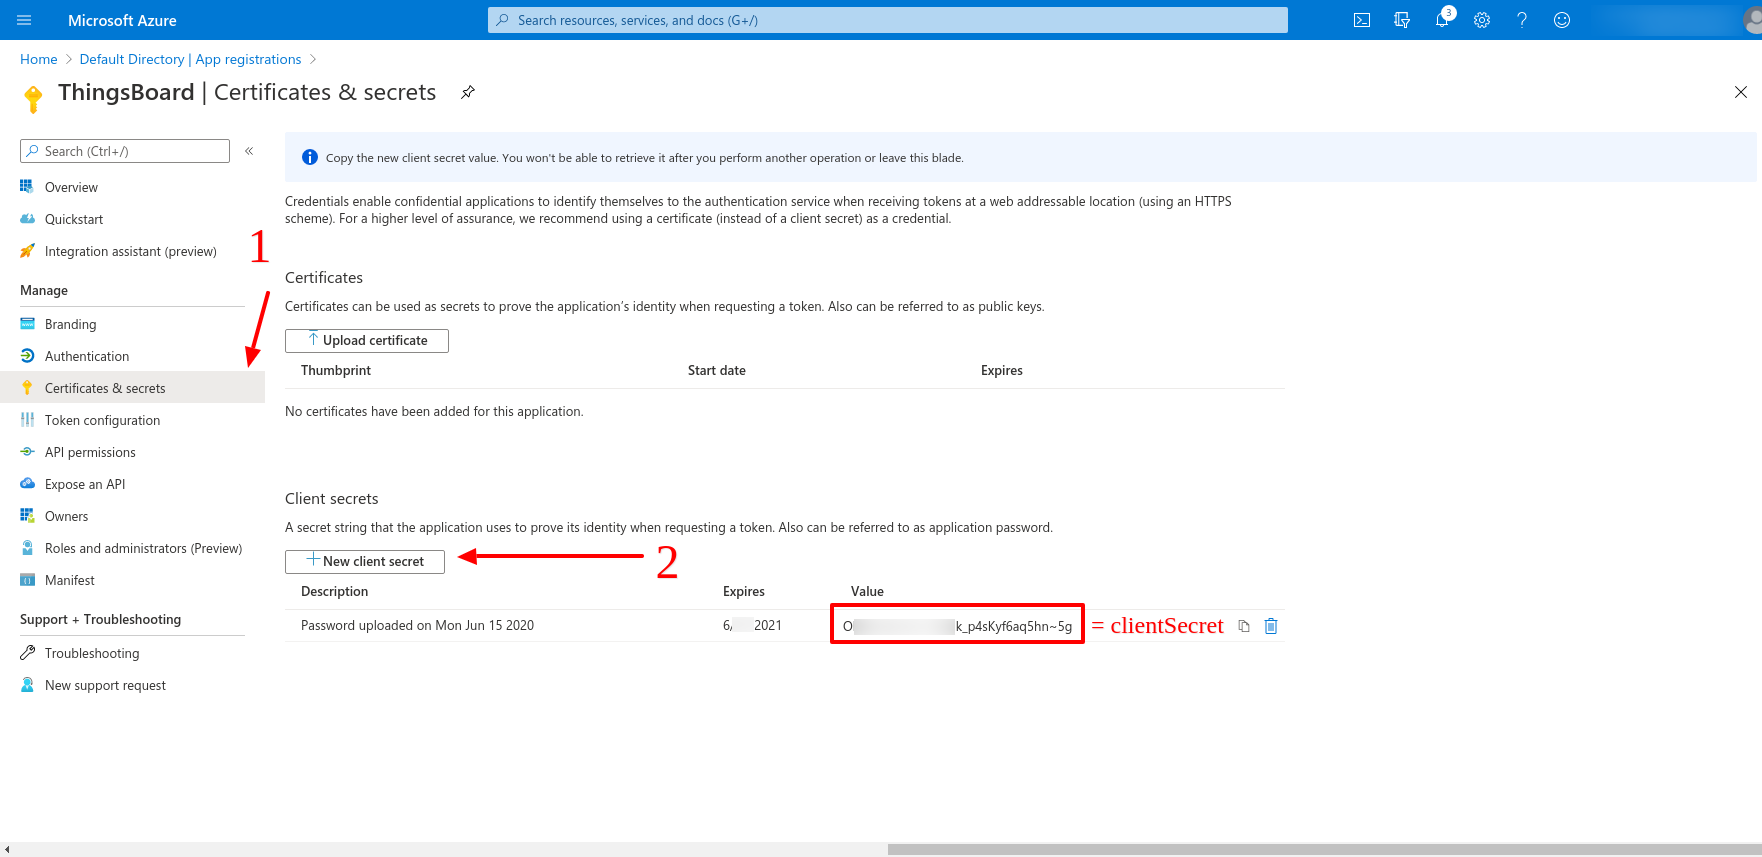 Microsoft Azure
Search resources, services, and docs (G+/)
3
Home > Default Directory | App registrations >
ThingsBoard | Certificates & secrets
Search (Ctrl+/)
«
Overview
Quickstart
Integration assistant (preview)
Manage
Branding
Authentication
Certificates & secrets
Token configuration
API permissions
Expose an API
Owners
Roles and administrators (Preview)
Manifest
Support + Troubleshooting
Troubleshooting
New support request
1
Copy the new client secret value. You won't be able to retrieve it after you perform another operation or leave this blade.
Credentials enable confidential applications to identify themselves to the authentication service when receiving tokens at a web addressable location (using an HTTPS
scheme). For a higher level of assurance, we recommend using a certificate (instead of a client secret) as a credential.
Certificates
Certificates can be used as secrets to prove the application's identity when requesting a token. Also can be referred to as public keys.
Upload certificate
Thumbprint Start date Expires
No certificates have been added for this application.
Client secrets
A secret string that the application uses to prove its identity when requesting a token. Also can be referred to as application password.
New client secret
2
Description Expires Value
Password uploaded on Mon Jun 15 2020 6/ 2021 O k_p4sKyf6aq5hn~5g = clientSecret